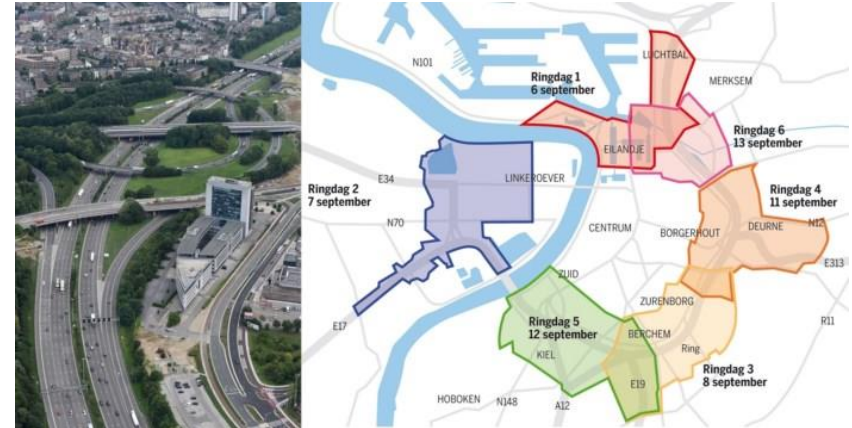 LUCHTBAL
N101
MERKSEM
Ringdag 1
6 september
Ringdag 6
13 september
EILANDJE
E34
LINKEROEVER
Ringdag 2
7 september
Ringdag 4
11 september
N70
CENTRUM
BORGERHOUT
DEURNE
N12
E313
ZUID
ZURENBORG
E17
Ringdag 5
12 september
BERCHEM
R11
Ring
KIEL
Ringdag 3
8 september
E19
HOBOKEN
N148
A12